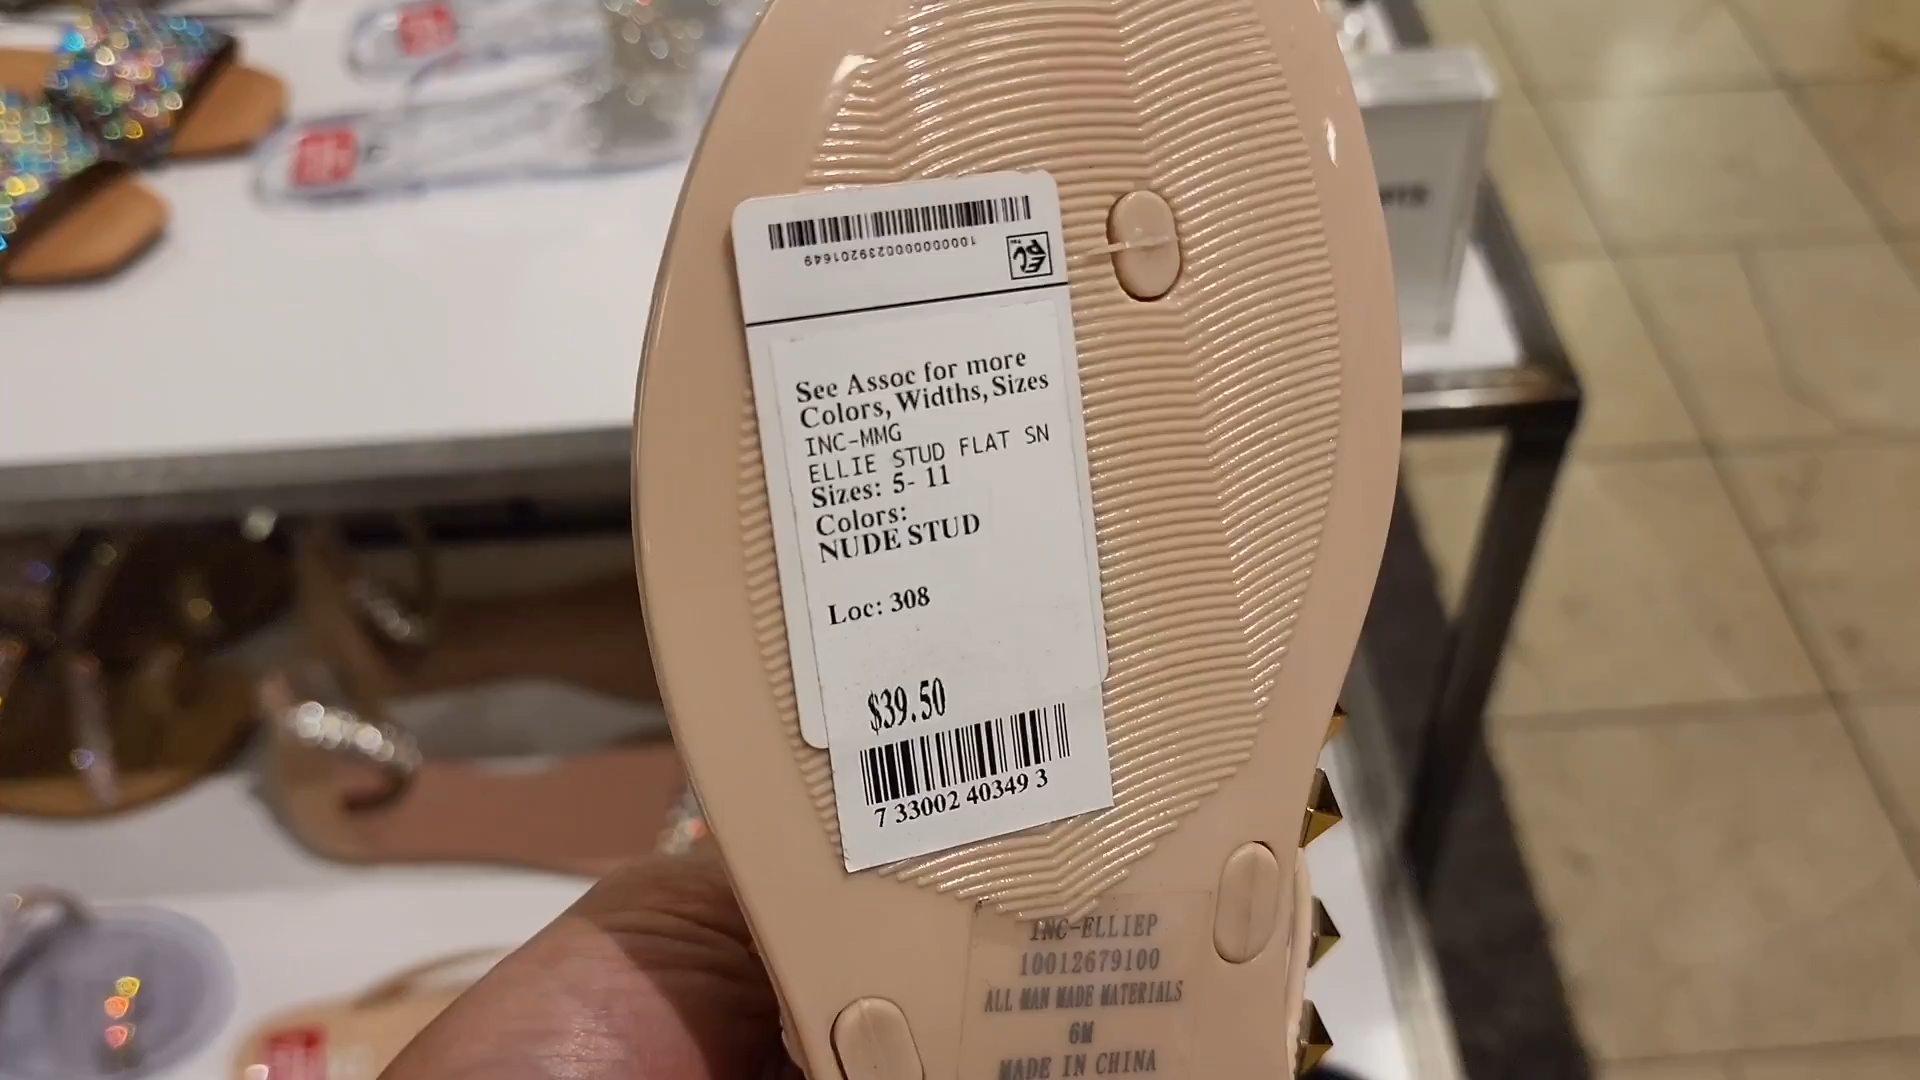 10000000000239201649
EPC
See Assoc for more
Colors, Widths, Sizes
INC-MMG
ELLIE STUD FLAT SN
Sizes: 5- 11
Colors:
NUDE STUD
Loc: 308
$39.50
7 33002 40349 3
INC-ELLIEP
10012679100
ALL MAN MADE MATERIALS
6M
MADE IN CHINA